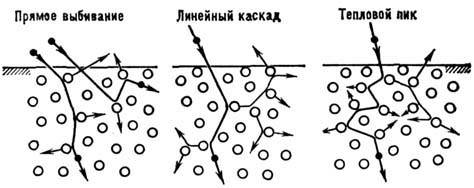 Прямое выбивание
Линейный каскад
Тепловой пик